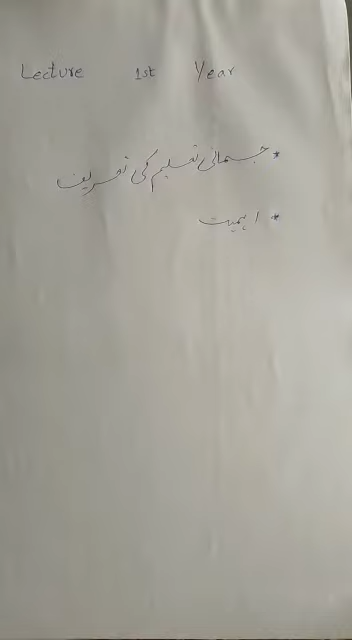 Lecture 1st Year
* جسمانی تعلیم کی تعریف
* اہمیت